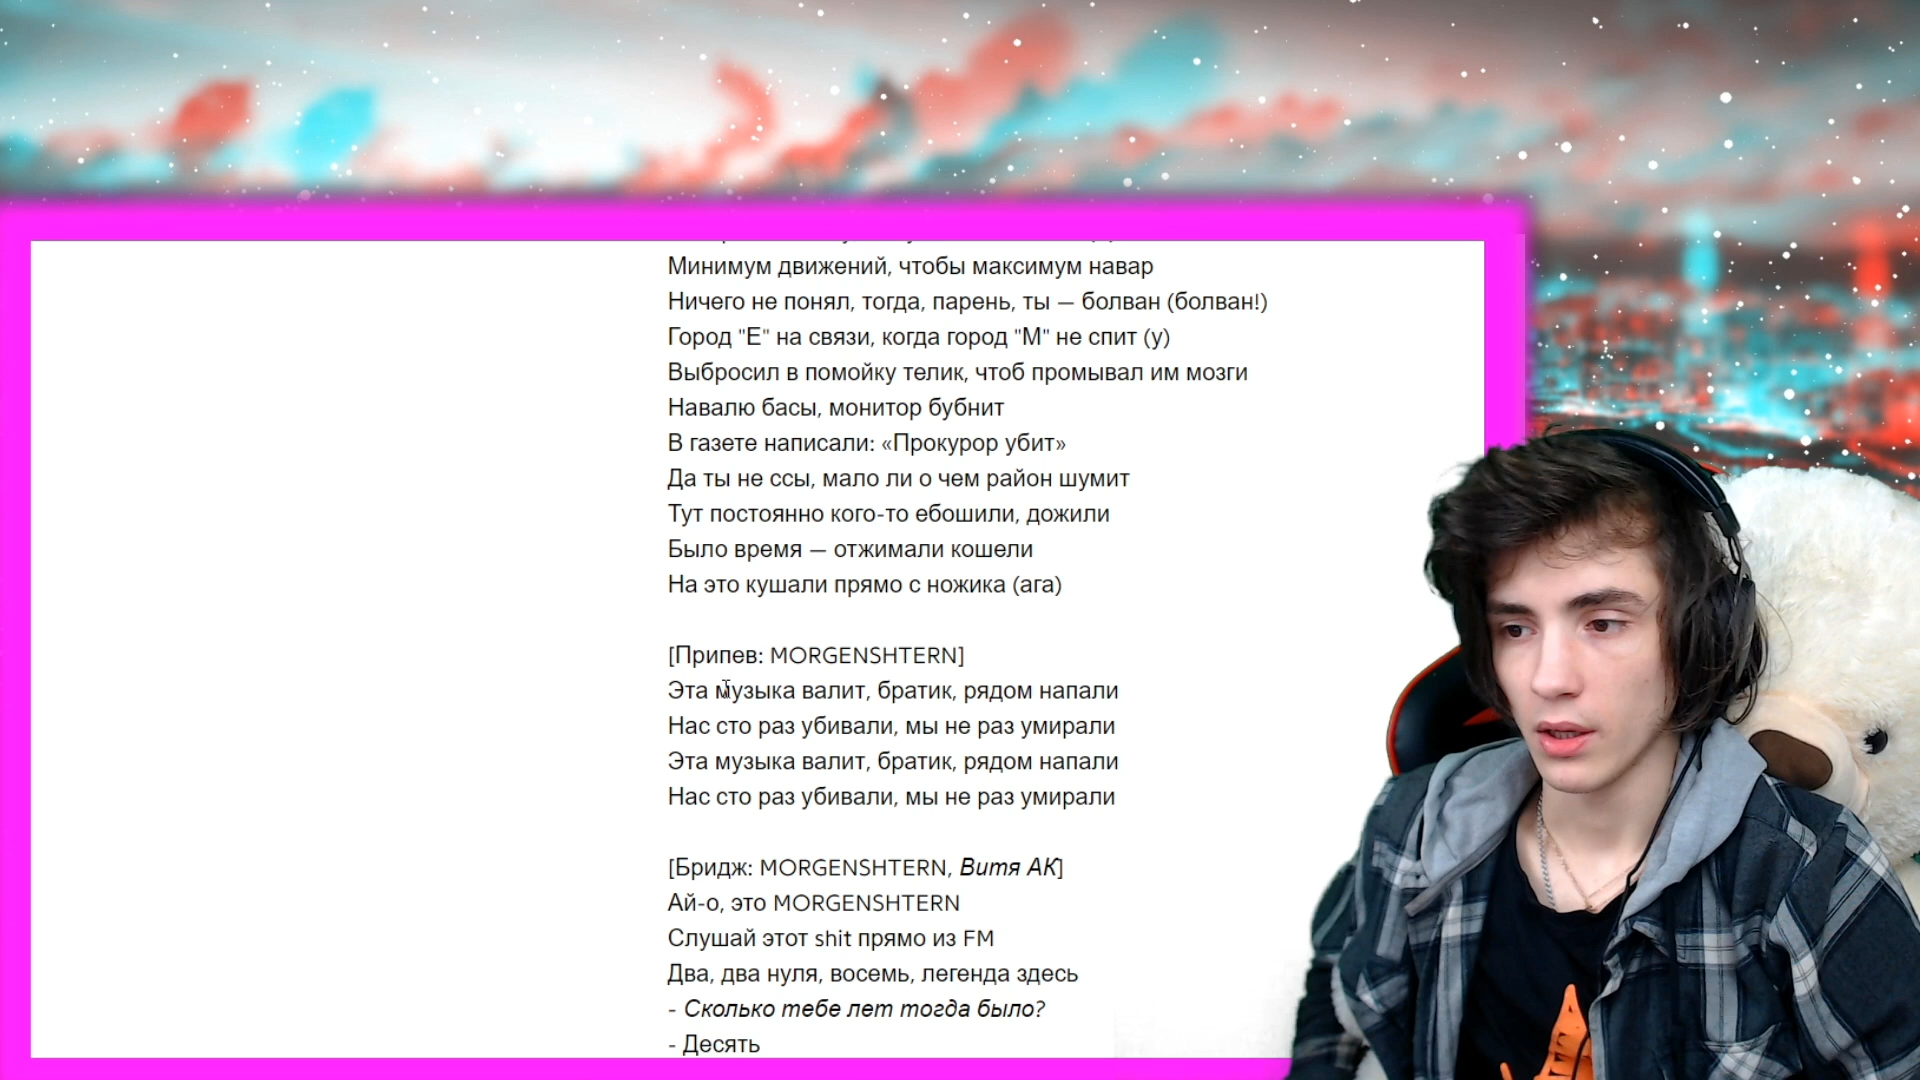 Минимум движений, чтобы максимум навар
Ничего не понял, тогда, парень, ты — болван (болван!)
Город "Е" на связи, когда город "М" не спит (у)
Выбросил в помойку телик, чтоб промывал им мозги
Навалю басы, монитор бубнит
В газете написали: «Прокурор убит»
Да ты не ссы, мало ли о чем район шумит
Тут постоянно кого-то ебошили, дожили
Было время — отжимали кошели
На это кушали прямо с ножика (ага)
[Припев: MORGENSHTERN]
Эта музыка валит, братик, рядом напали
Нас сто раз убивали, мы не раз умирали
Эта музыка валит, братик, рядом напали
Нас сто раз убивали, мы не раз умирали
[Бридж: MORGENSHTERN, Витя АК]
Ай-о, это MORGENSHTERN
Слушай этот shit прямо из FM
Два, два нуля, восемь, легенда здесь
- Сколько тебе лет тогда было?
- Десять